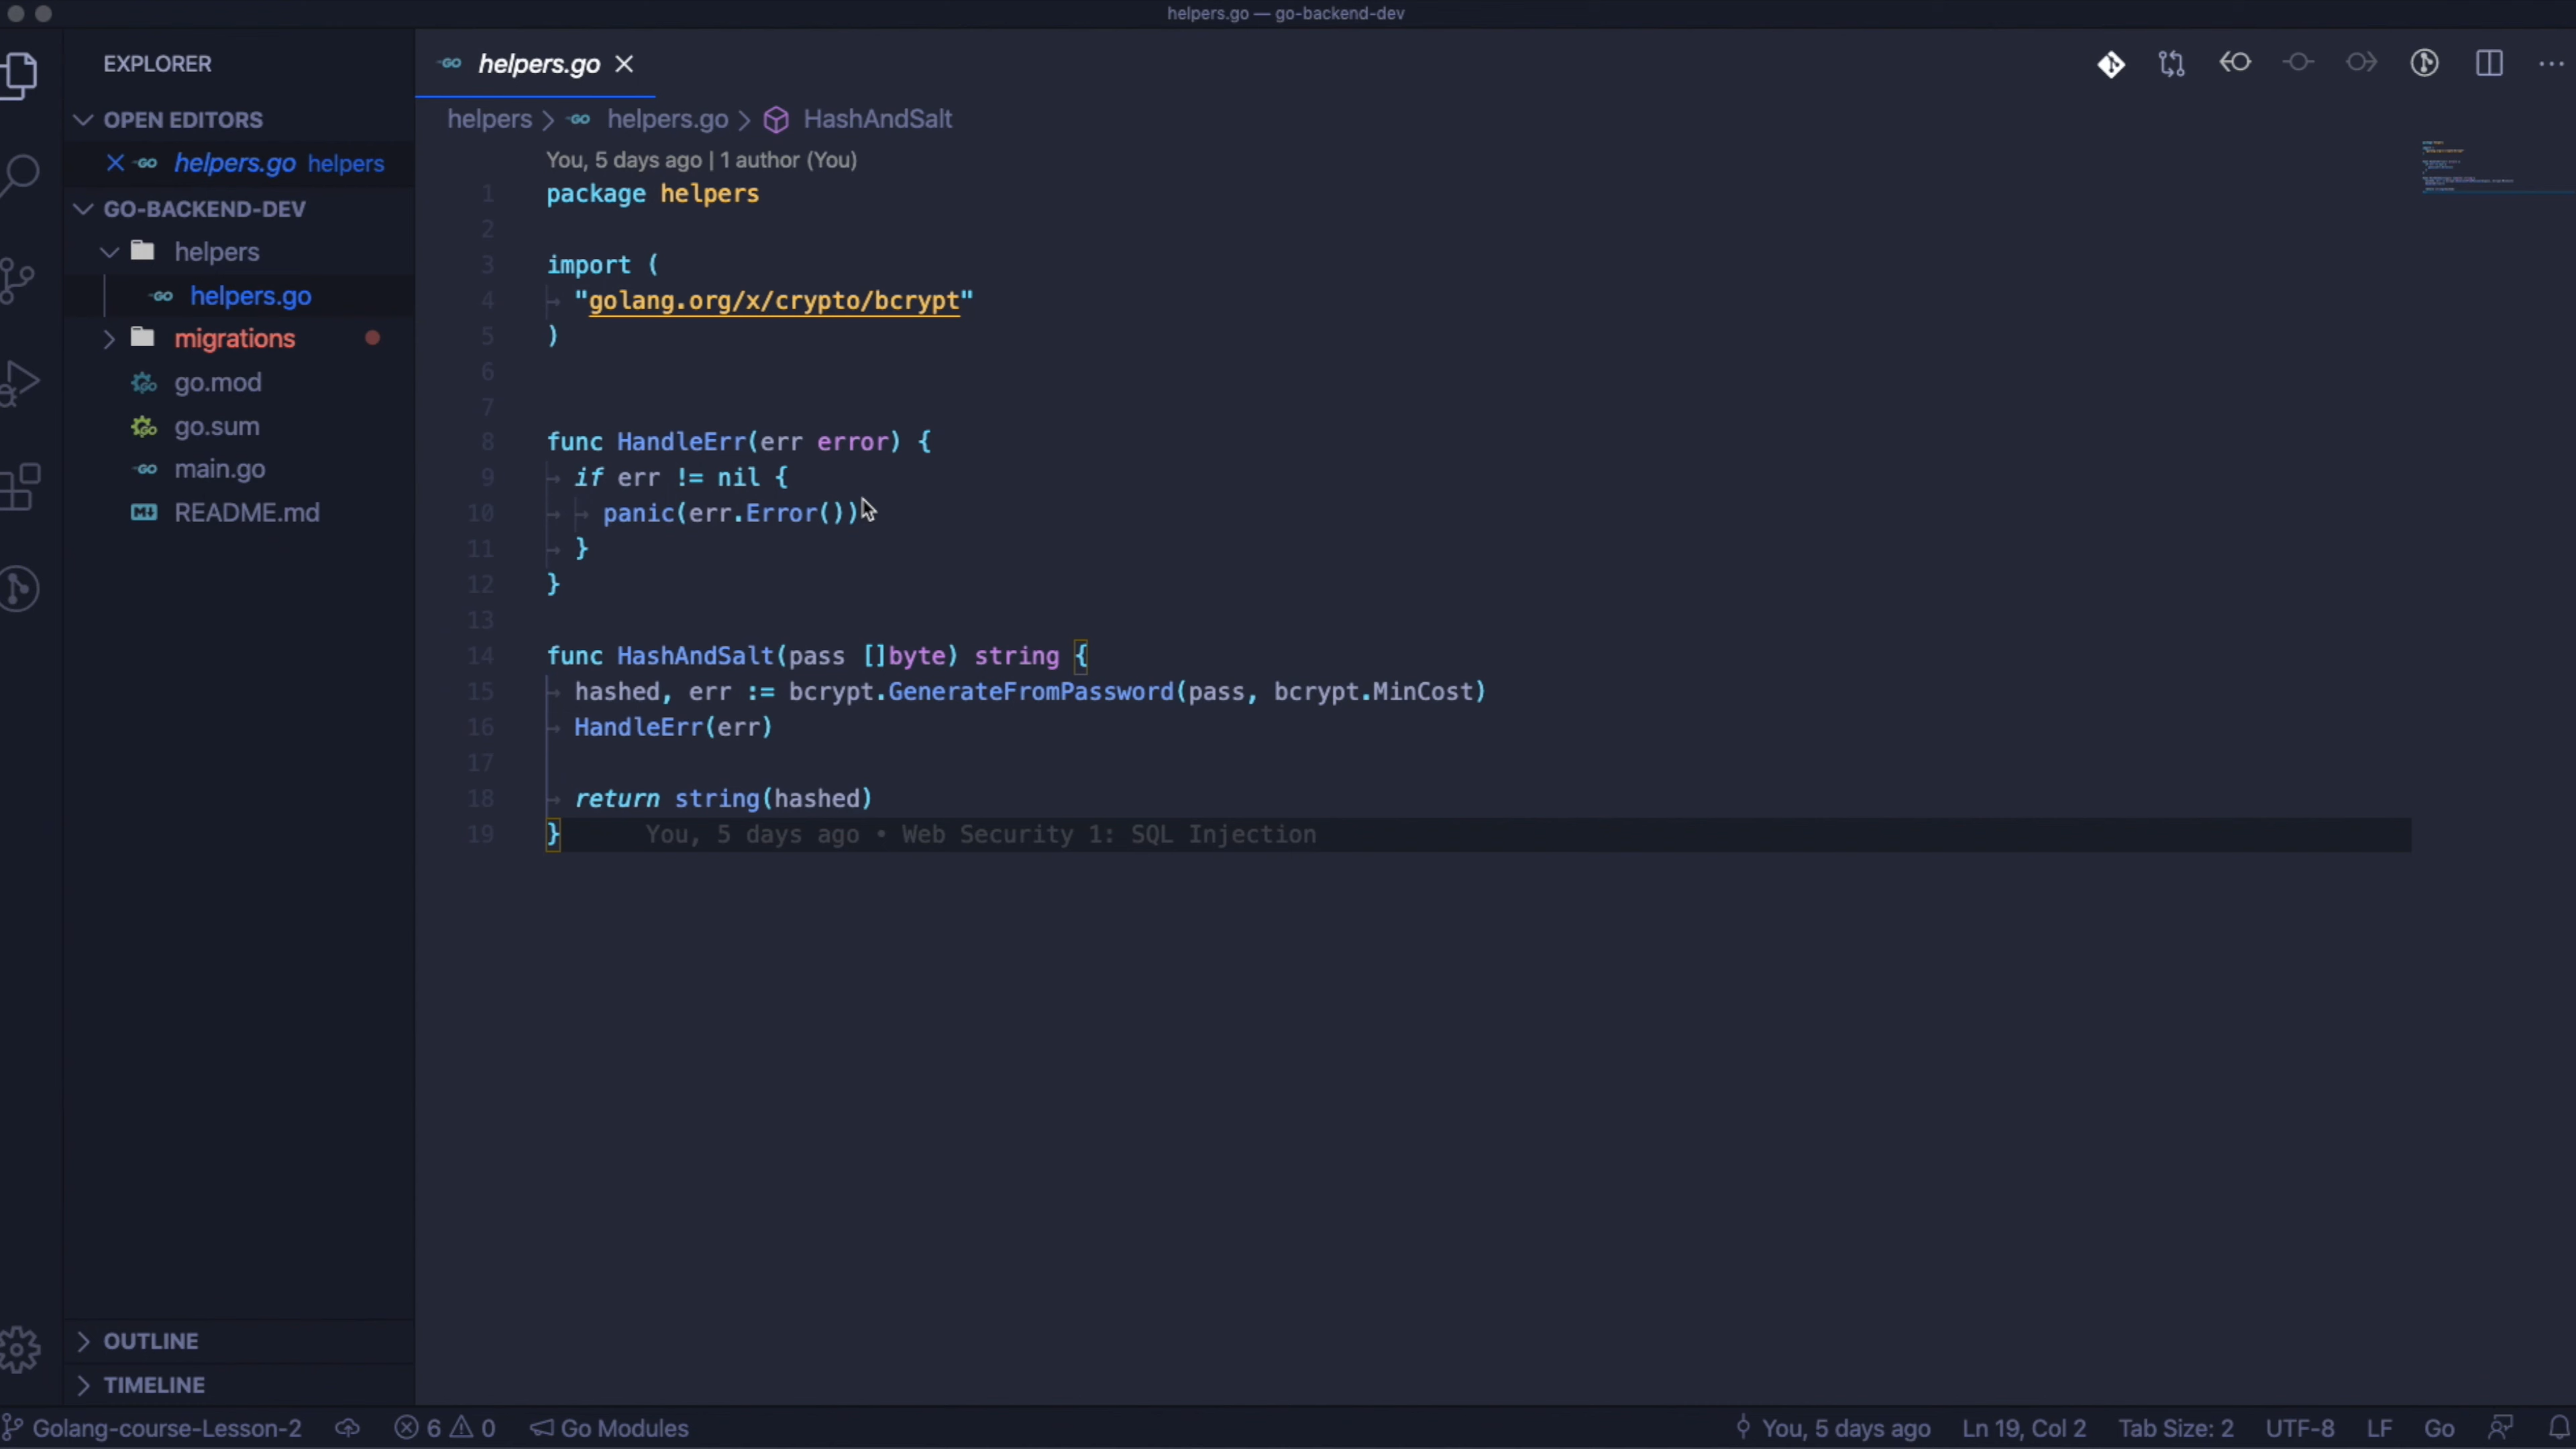 helpers.go — go-backend-dev
EXPLORER
OPEN EDITORS
helpers.go helpers
GO-BACKEND-DEV
helpers
helpers.go
migrations
go.mod
go.sum
main.go
README.md
OUTLINE
TIMELINE
helpers.go
helpers > helpers.go > HashAndSalt
You, 5 days ago | 1 author (You)
1 package helpers
2
3 import (
4 "golang.org/x/crypto/bcrypt"
5 )
6
7
8 func HandleErr(err error) {
9 if err != nil {
10 panic(err.Error())
11 }
12 }
13
14 func HashAndSalt(pass []byte) string {
15 hashed, err := bcrypt.GenerateFromPassword(pass, bcrypt.MinCost)
16 HandleErr(err)
17
18 return string(hashed)
19 } You, 5 days ago • Web Security 1: SQL Injection
Golang-course-Lesson-2 6 0 Go Modules You, 5 days ago Ln 19, Col 2 Tab Size: 2 UTF-8 LF Go